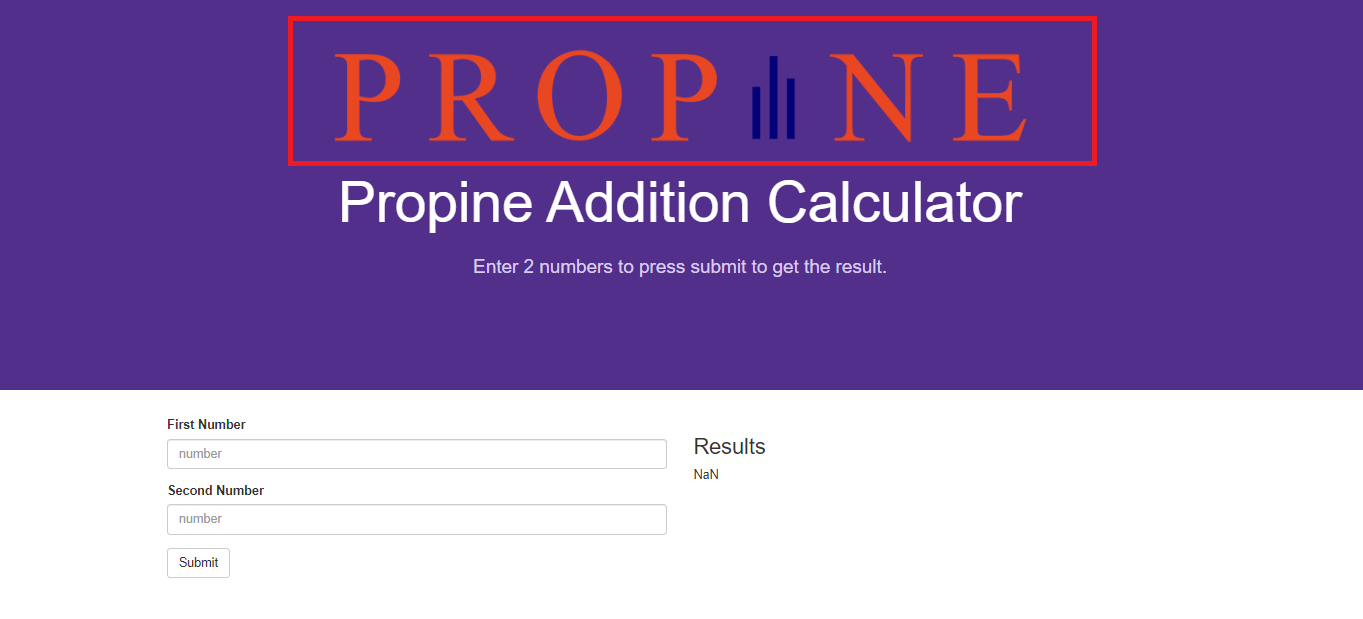 PROPINE
Propine Addition Calculator
Enter 2 numbers to press submit to get the result.
First Number
number
Second Number
number
Submit
Results
NaN